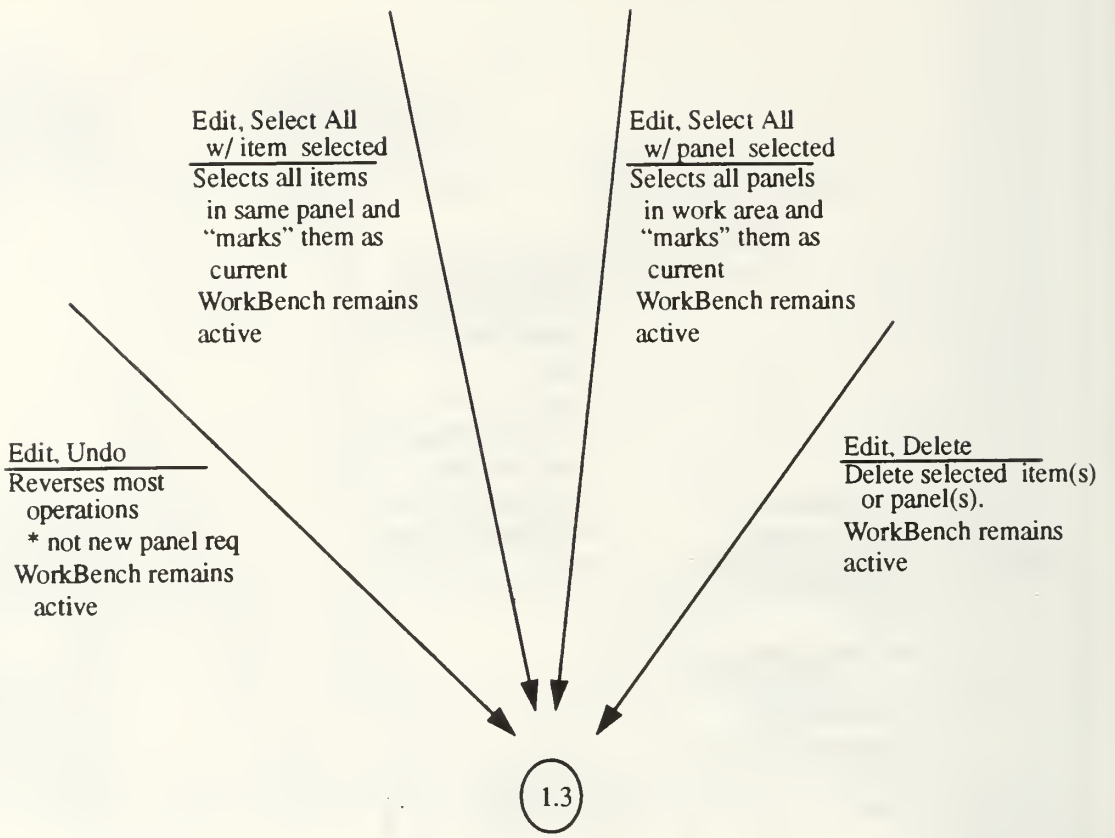 Edit, Select All
w/ item selected
Selects all items
in same panel and
“marks” them as
current
WorkBench remains
active
Edit, Select All
w/ panel selected
Selects all panels
in work area and
“marks” them as
current
WorkBench remains
active
Edit, Undo
Reverses most
operations
* not new panel req
WorkBench remains
active
Edit, Delete
Delete selected item(s)
or panel(s).
WorkBench remains
active
1.3